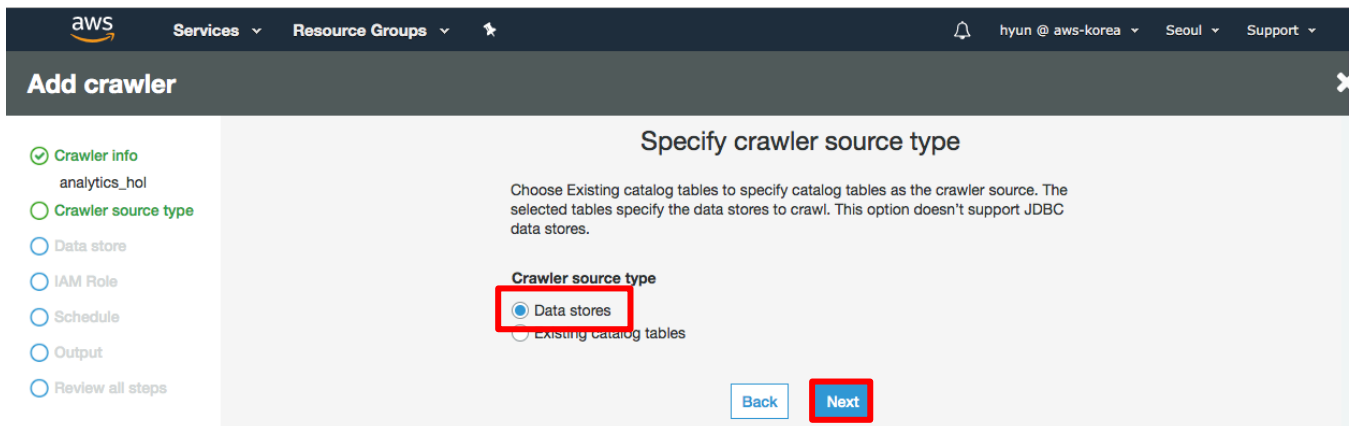 aws Services Resource Groups hyun @ aws-korea Seoul Support
Add crawler
Crawler info
analytics_hol
Crawler source type
Data store
IAM Role
Schedule
Output
Review all steps
Specify crawler source type
Choose Existing catalog tables to specify catalog tables as the crawler source. The
selected tables specify the data stores to crawl. This option doesn't support JDBC
data stores.
Crawler source type
Data stores
Existing catalog tables
Back Next